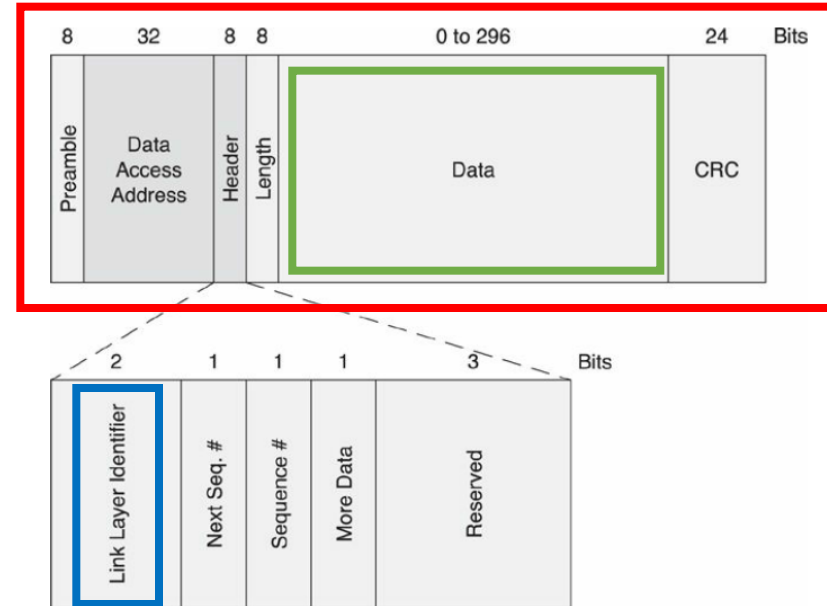 8 32 8 8 0 to 296 24 Bits
Preamble
Data
Access
Address
Header
Length
Data
CRC
2 1 1 1 3 Bits
Link Layer Identifier
Next Seq. #
Sequence #
More Data
Reserved